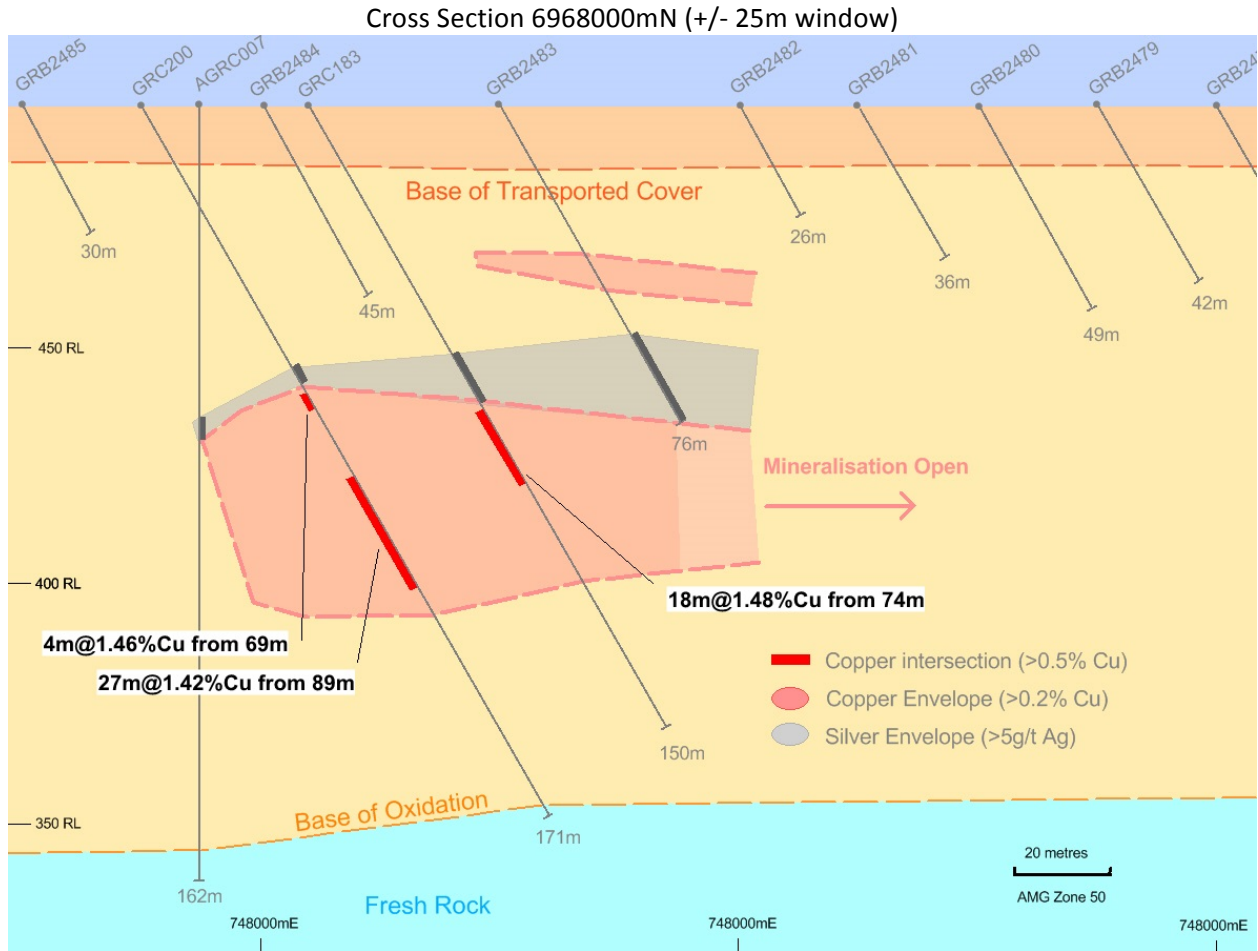 Cross Section 6968000mN (+/- 25m window)
GRB2485
GRC200
AGRC007
GRB2484
GRC183
GRB2483
GRB2482
GRB2481
GRB2480
GRB2479
Base of Transported Cover
30m
45m
26m
36m
49m
42m
450 RL
76m
Mineralisation Open
400 RL
18m@1.48%Cu from 74m
4m@1.46%Cu from 69m
27m@1.42%Cu from 89m
Copper intersection (>0.5% Cu)
Copper Envelope (>0.2% Cu)
Silver Envelope (>5g/t Ag)
150m
Base of Oxidation
350 RL
171m
20 metres
AMG Zone 50
162m
Fresh Rock
748000mE
748000mE
748000mE